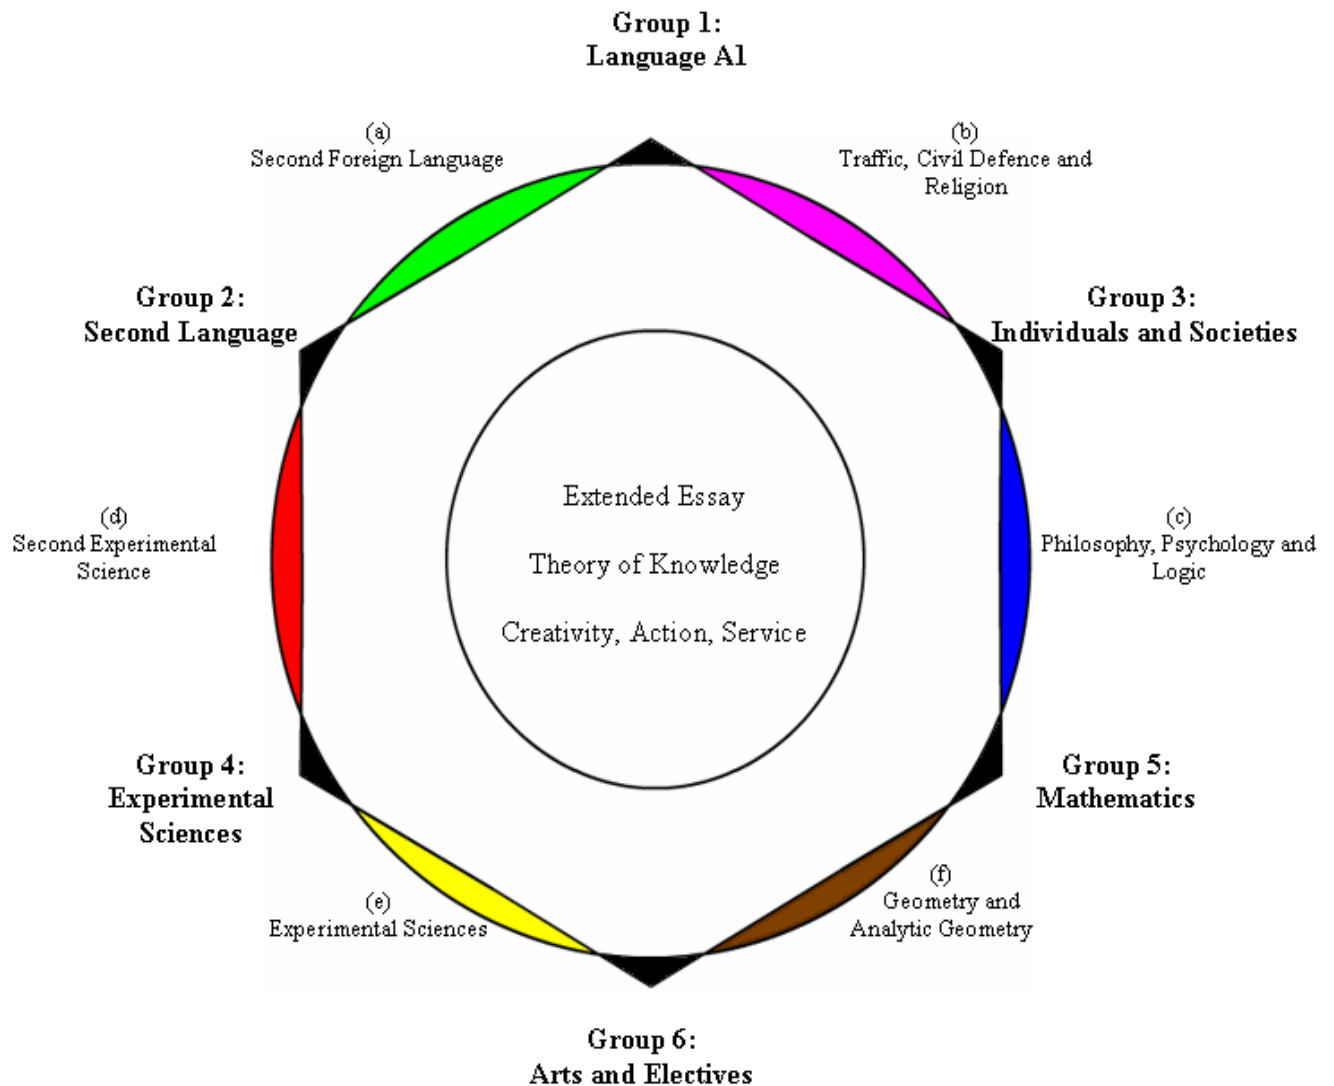 Group 1:
Language A1
(a)
Second Foreign Language
(b)
Traffic, Civil Defence and
Religion
Group 2:
Second Language
Group 3:
Individuals and Societies
Extended Essay
Theory of Knowledge
Creativity, Action, Service
(d)
Second Experimental
Science
(c)
Philosophy, Psychology and
Logic
Group 4:
Experimental
Sciences
Group 5:
Mathematics
(e)
Experimental Sciences
(f)
Geometry and
Analytic Geometry
Group 6:
Arts and Electives